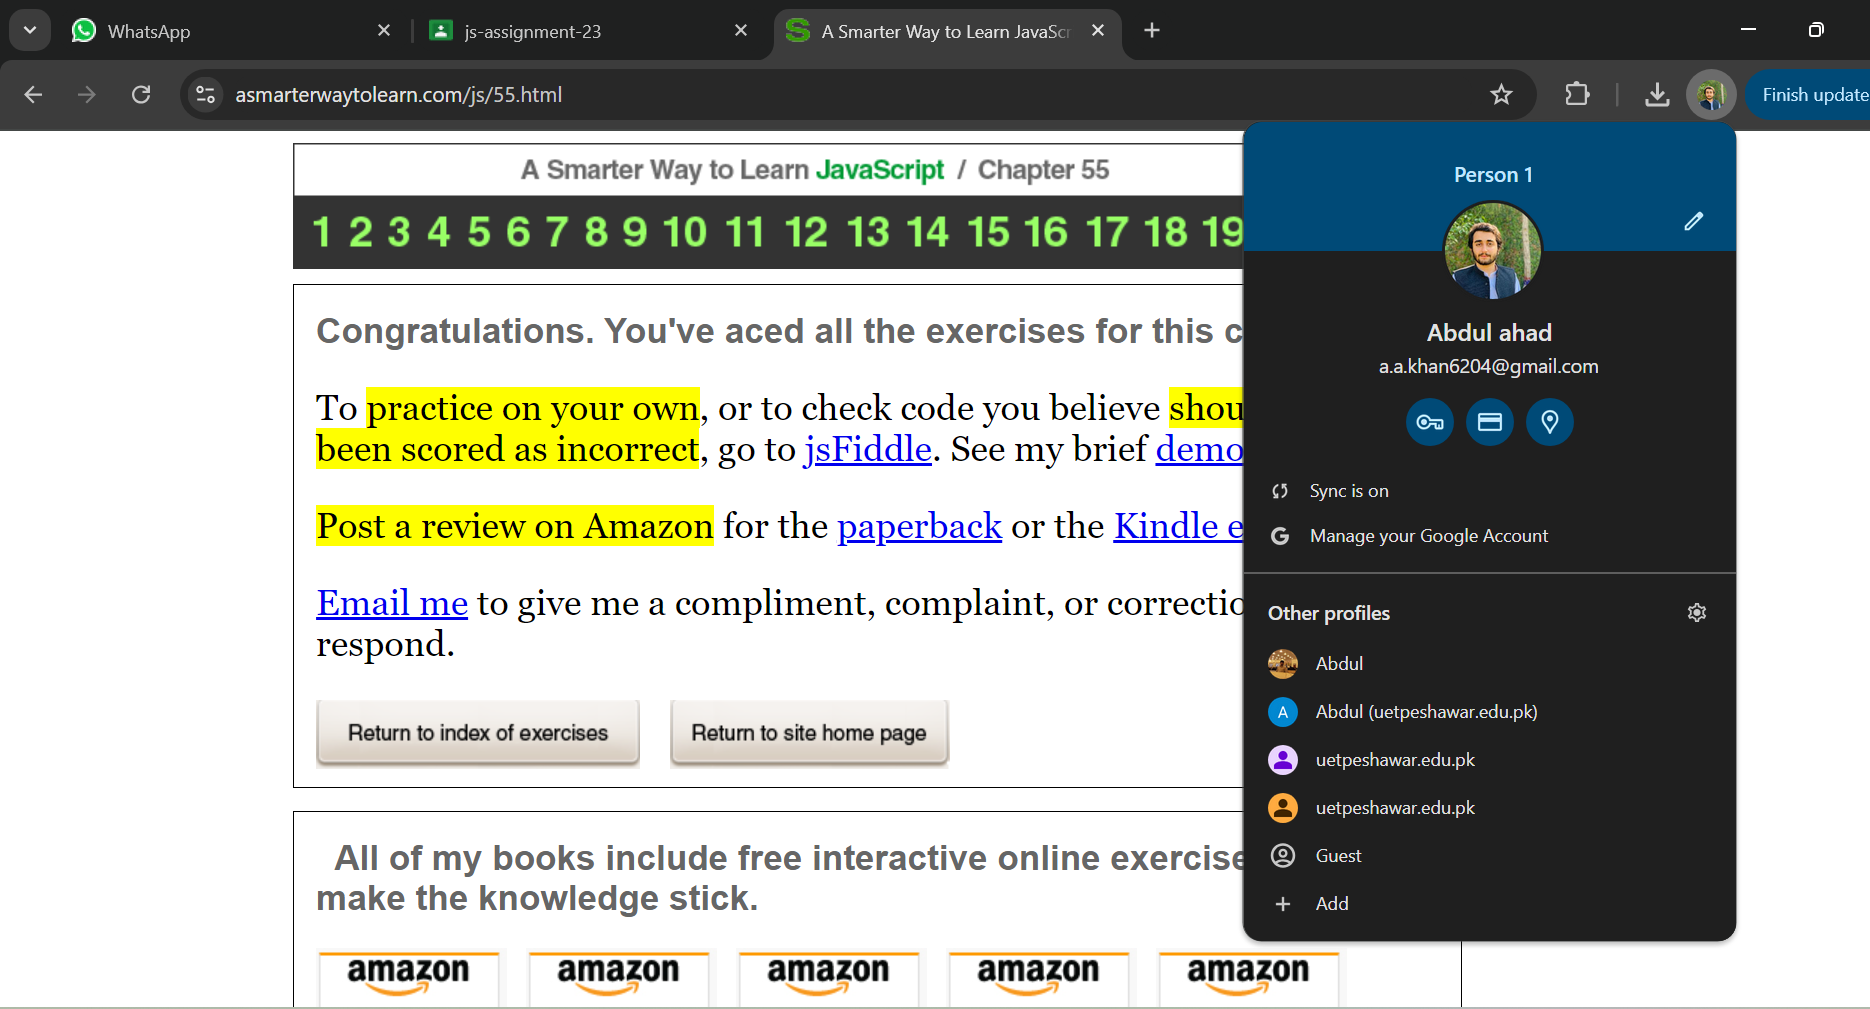 WhatsApp
js-assignment-23
A Smarter Way to Learn JavaScr
asmarterwaytolearn.com/js/55.html
Finish update
A Smarter Way to Learn JavaScript / Chapter 55
1 2 3 4 5 6 7 8 9 10 11 12 13 14 15 16 17 18 19
Congratulations. You've aced all the exercises for this c
To practice on your own, or to check code you believe shou
been scored as incorrect, go to jsFiddle. See my brief demo
Post a review on Amazon for the paperback or the Kindle e
Email me to give me a compliment, complaint, or correctio
respond.
Return to index of exercises
Return to site home page
All of my books include free interactive online exercise
make the knowledge stick.
amazon
amazon
amazon
amazon
amazon
Person 1
Abdul ahad
a.a.khan6204@gmail.com
Sync is on
G Manage your Google Account
Other profiles
Abdul
A Abdul (uetpeshawar.edu.pk)
uetpeshawar.edu.pk
uetpeshawar.edu.pk
Guest
+ Add